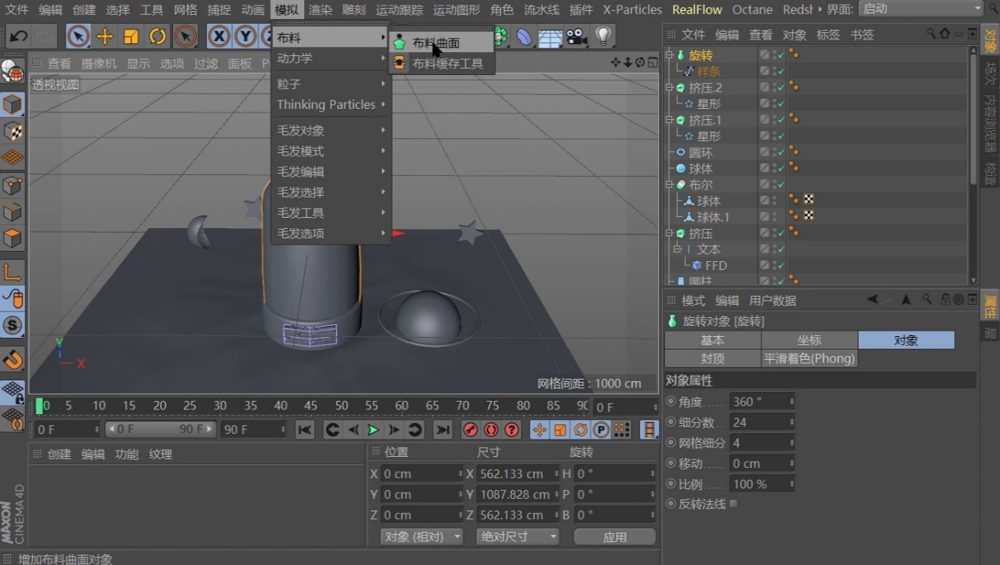 文件 编辑 创建 选择 工具 网格 捕捉 动画 模拟 渲染 雕刻 运动跟踪 运动图形 角色 流水线 插件 X-Particles RealFlow Octane Redsl 界面: 启动
X Y Z
查看 摄像机 显示 选项 过滤 面板
透视视图
布料
动力学
粒子
Thinking Particles
毛发对象
毛发模式
毛发编辑
毛发选择
毛发工具
毛发选项
布料曲面
布料缓存工具
Y
X
网格间距 : 1000 cm
文件 编辑 查看 对象 标签 书签
旋转
样条
挤压.2
星形
挤压.1
星形
圆环
球体
布尔
球体
球体.1
挤压
文本
FFD
圆柱
对象
场次
内容浏览器
构造
模式 编辑 用户数据
旋转对象 [旋转]
基本 坐标 对象
封顶 平滑着色(Phong)
对象属性
角度 . . . . 360 °
细分数 . . 24
网格细分 4
移动 . . . . . 0 cm
比例 . . . . . 100 %
反转法线
属性
层
0 5 10 15 20 25 30 35 40 45 50 55 60 65 70 75 80 85 90 0 F
0 F 0 F 90 F 90 F
P
S
创建 编辑 功能 纹理
位置 尺寸 旋转
X 0 cm X 562.133 cm H 0 °
Y 0 cm Y 1087.828 cm P 0 °
Z 0 cm Z 562.133 cm B 0 °
对象 (相对) 绝对尺寸 应用
MAXON
CINEMA 4D
增加布料曲面对象